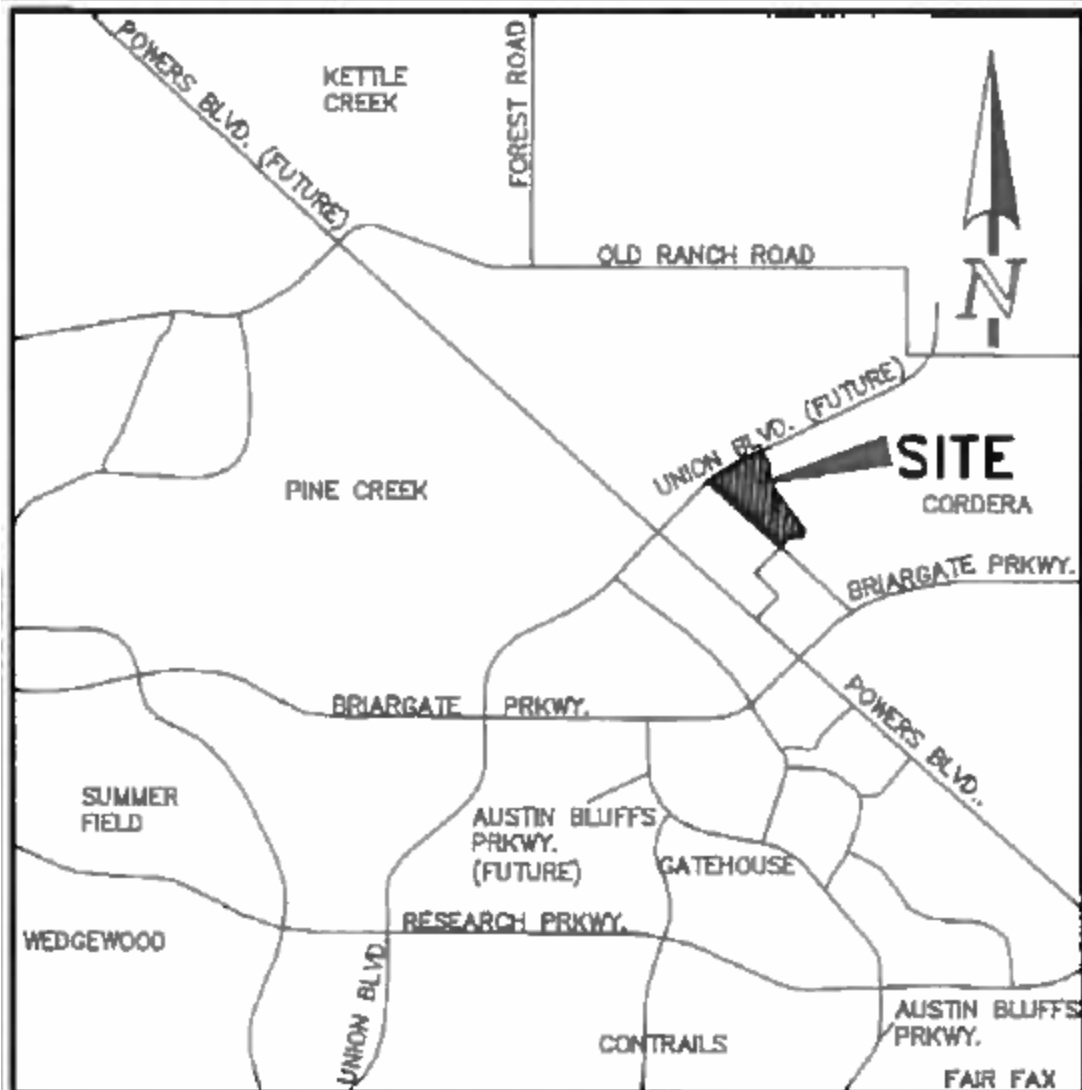 POWERS BLVD. (FUTURE)
KETTLE
CREEK
FOREST ROAD
OLD RANCH ROAD
N
UNION BLVD. (FUTURE)
SITE
CORDERA
PINE CREEK
BRIARGATE PRKWY.
BRIARGATE PRKWY.
POWERS BLVD.
SUMMER
FIELD
AUSTIN BLUFFS
PRKWY.
(FUTURE)
GATEHOUSE
RESEARCH PRKWY.
WEDGEWOOD
UNION BLVD.
CONTRAILS
AUSTIN BLUFFS
PRKWY.
FAIR FAX